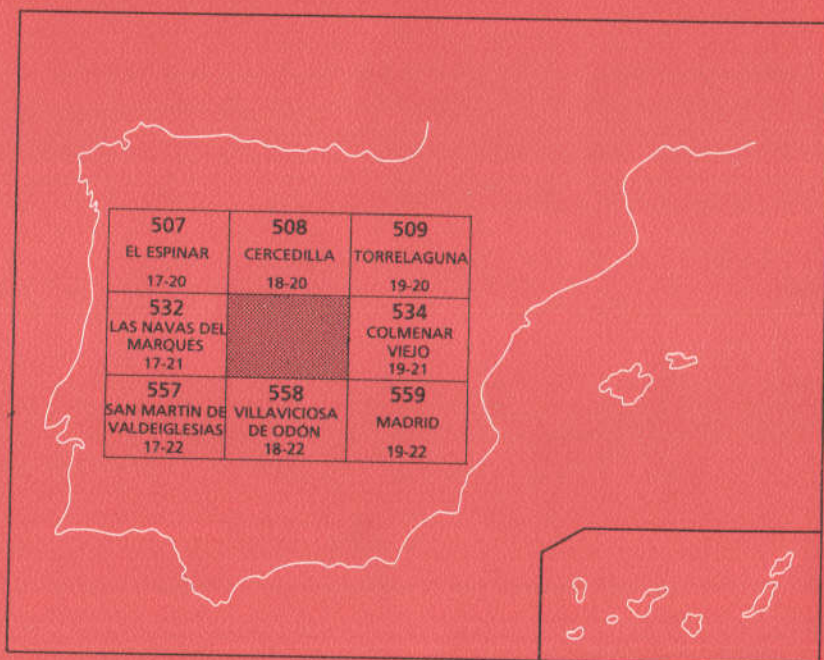 507
EL ESPINAR
17-20
508
CERCEDILLA
18-20
509
TORRELAGUNA
19-20
532
LAS NAVAS DEL
MARQUES
17-21
534
COLMENAR
VIEJO
19-21
557
SAN MARTÍN DE
VALDEIGLESIAS
17-22
558
VILLAVICIOSA
DE ODÓN
18-22
559
MADRID
19-22